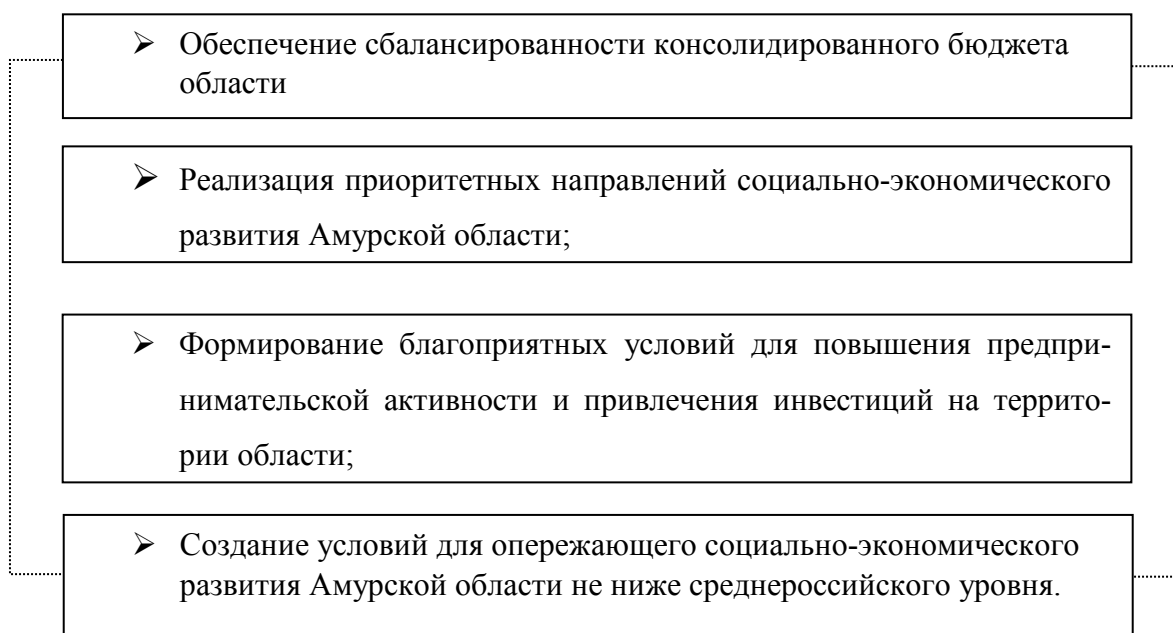 ➢ Обеспечение сбалансированности консолидированного бюджета
области
➢ Реализация приоритетных направлений социально-экономического
развития Амурской области;
➢ Формирование благоприятных условий для повышения предпри-
нимательской активности и привлечения инвестиций на террито-
рии области;
➢ Создание условий для опережающего социально-экономического
развития Амурской области не ниже среднероссийского уровня.